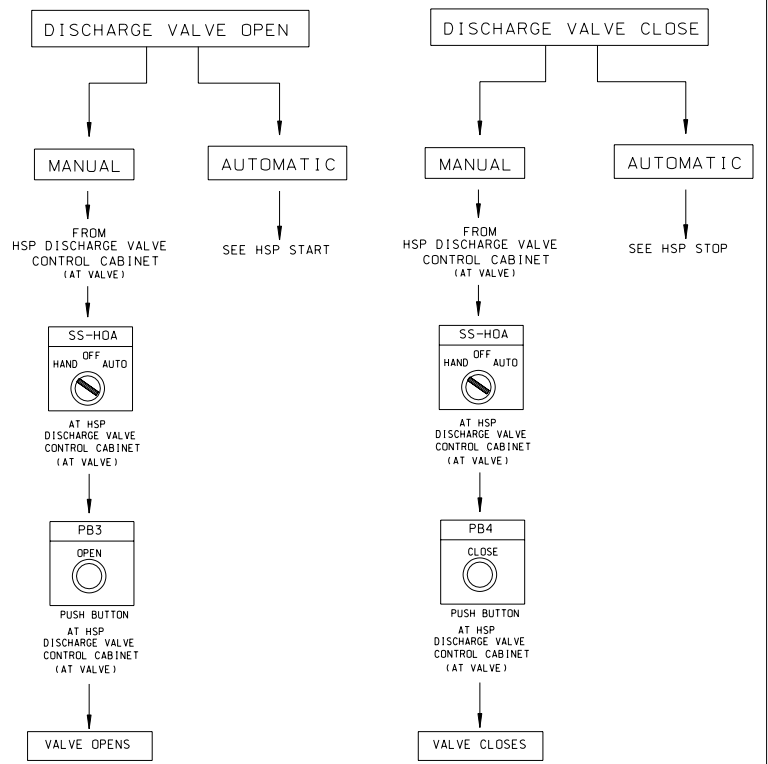 DISCHARGE VALVE OPEN
MANUAL
AUTOMATIC
FROM
HSP DISCHARGE VALVE
CONTROL CABINET
(AT VALVE)
SEE HSP START
SS-HOA
OFF
HAND AUTO
AT HSP
DISCHARGE VALVE
CONTROL CABINET
(AT VALVE)
PB3
OPEN
PUSH BUTTON
AT HSP
DISCHARGE VALVE
CONTROL CABINET
(AT VALVE)
VALVE OPENS
DISCHARGE VALVE CLOSE
MANUAL
AUTOMATIC
FROM
HSP DISCHARGE VALVE
CONTROL CABINET
(AT VALVE)
SEE HSP STOP
SS-HOA
OFF
HAND AUTO
AT HSP
DISCHARGE VALVE
CONTROL CABINET
(AT VALVE)
PB4
CLOSE
PUSH BUTTON
AT HSP
DISCHARGE VALVE
CONTROL CABINET
(AT VALVE)
VALVE CLOSES